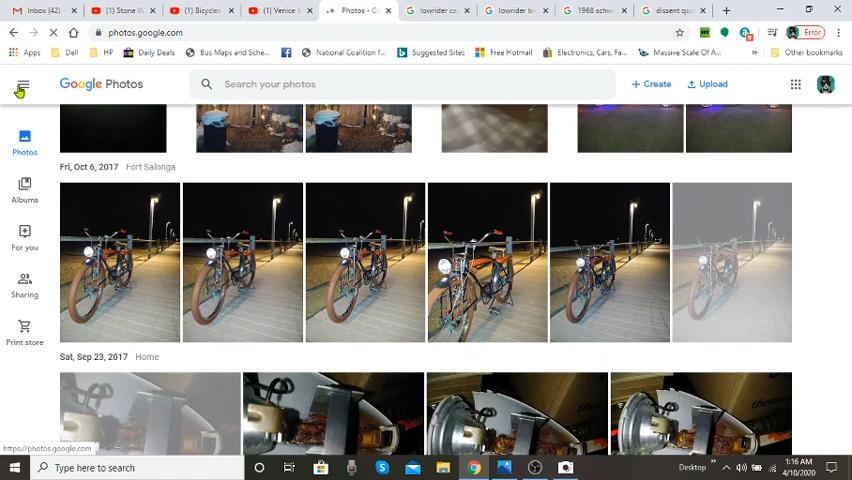 Inbox (42)
(1) Stone W
(1) Bicycles
(1) Venice B
Photos - Go
lowrider ca
lowrider bic
1968 schw
dissent quo
photos.google.com
Error
Apps
Dell
HP
Daily Deals
Bus Maps and Sche...
National Coalition f...
Suggested Sites
Free Hotmail
Electronics, Cars, Fa...
Massive Scale Of A...
Other bookmarks
Google Photos
Search your photos
Create
Upload
Photos
Albums
For you
Sharing
Print store
Fri, Oct 6, 2017 Fort Salonga
Sat, Sep 23, 2017 Home
https://photos.google.com
Type here to search
Desktop
1:16 AM
4/10/2020